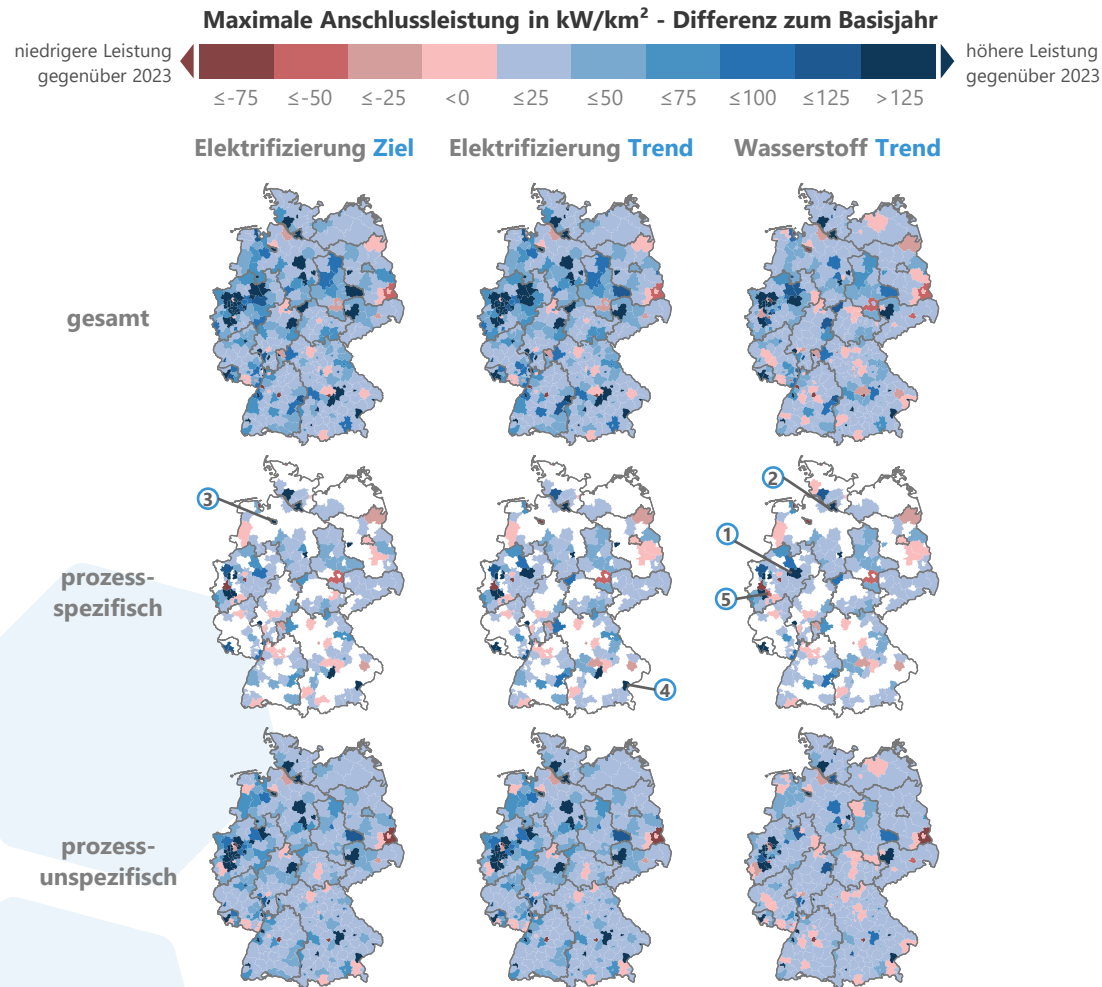 Maximale Anschlussleistung in kW/km² - Differenz zum Basisjahr
niedrigere Leistung
gegenüber 2023
höhere Leistung
gegenüber 2023
≤-75 ≤-50 ≤-25 <0 ≤25 ≤50 ≤75 ≤100 ≤125 >125
Elektrifizierung Ziel Elektrifizierung Trend Wasserstoff Trend
gesamt
3
2
1
prozess-
spezifisch
5
4
prozess-
unspezifisch